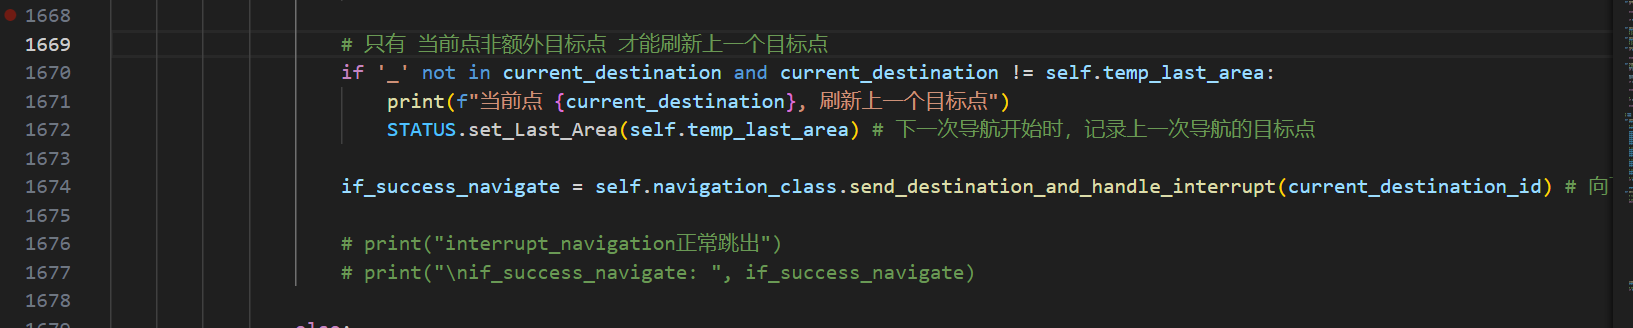 1668
1669 # 只有 当前点非额外目标点 才能刷新上一个目标点
1670 if '_' not in current_destination and current_destination != self.temp_last_area:
1671 print(f"当前点 {current_destination}, 刷新上一个目标点")
1672 STATUS.set_Last_Area(self.temp_last_area) # 下一次导航开始时，记录上一次导航的目标点
1673
1674 if_success_navigate = self.navigation_class.send_destination_and_handle_interrupt(current_destination_id) # 向
1675
1676 # print("interrupt_navigation正常跳出")
1677 # print("\nif_success_navigate: ", if_success_navigate)
1678
1679 else: